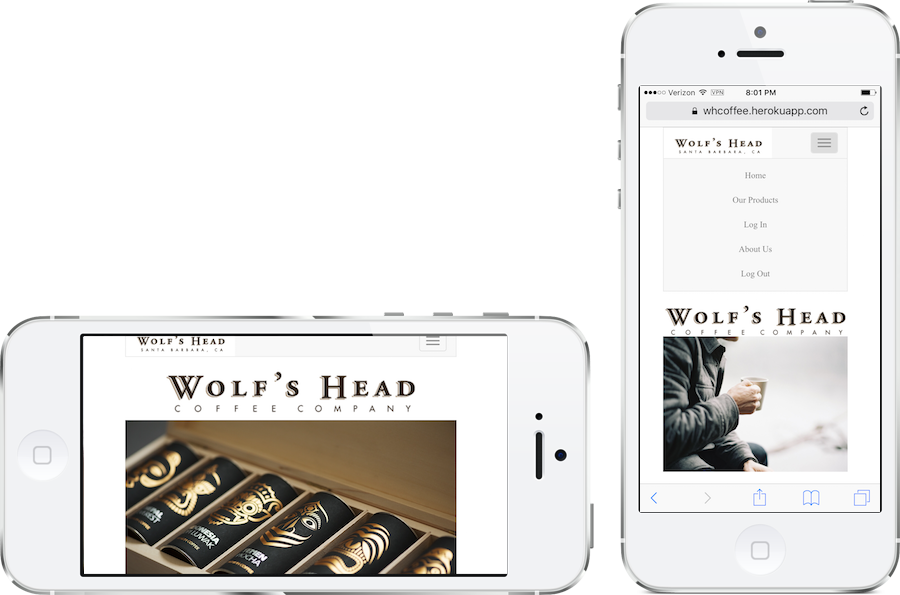 Verizon VPN 8:01 PM
whcoffee.herokuapp.com
WOLF'S HEAD
SANTA BARBARA, CA
Home
Our Products
Log In
About Us
Log Out
WOLF'S HEAD
COFFEE COMPANY
WOLF'S HEAD
SANTA BARBARA, CA
WOLF'S HEAD
COFFEE COMPANY
LUWAK